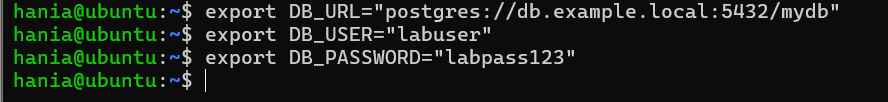 hania@ubuntu:~$ export DB_URL="postgres://db.example.local:5432/mydb"
hania@ubuntu:~$ export DB_USER="labuser"
hania@ubuntu:~$ export DB_PASSWORD="labpass123"
hania@ubuntu:~$